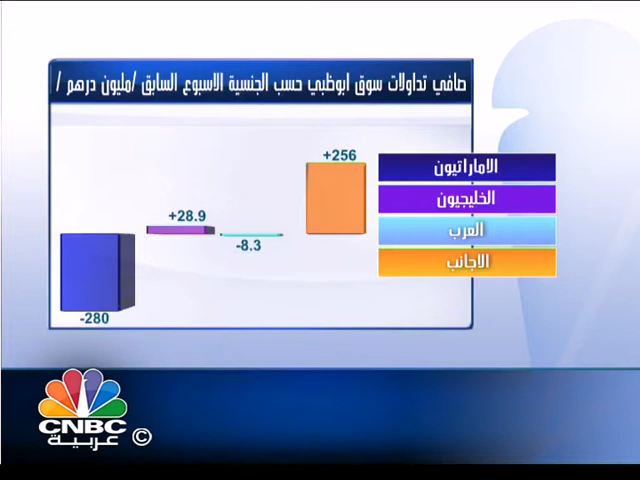 صافي تداولات سوق ابوظبي حسب الجنسية الاسبوع السابق /مليون درهم /
+256
+28.9
-8.3
-280
الاماراتيون
الخليجيون
العرب
الاجانب
CNBC
عربية ©